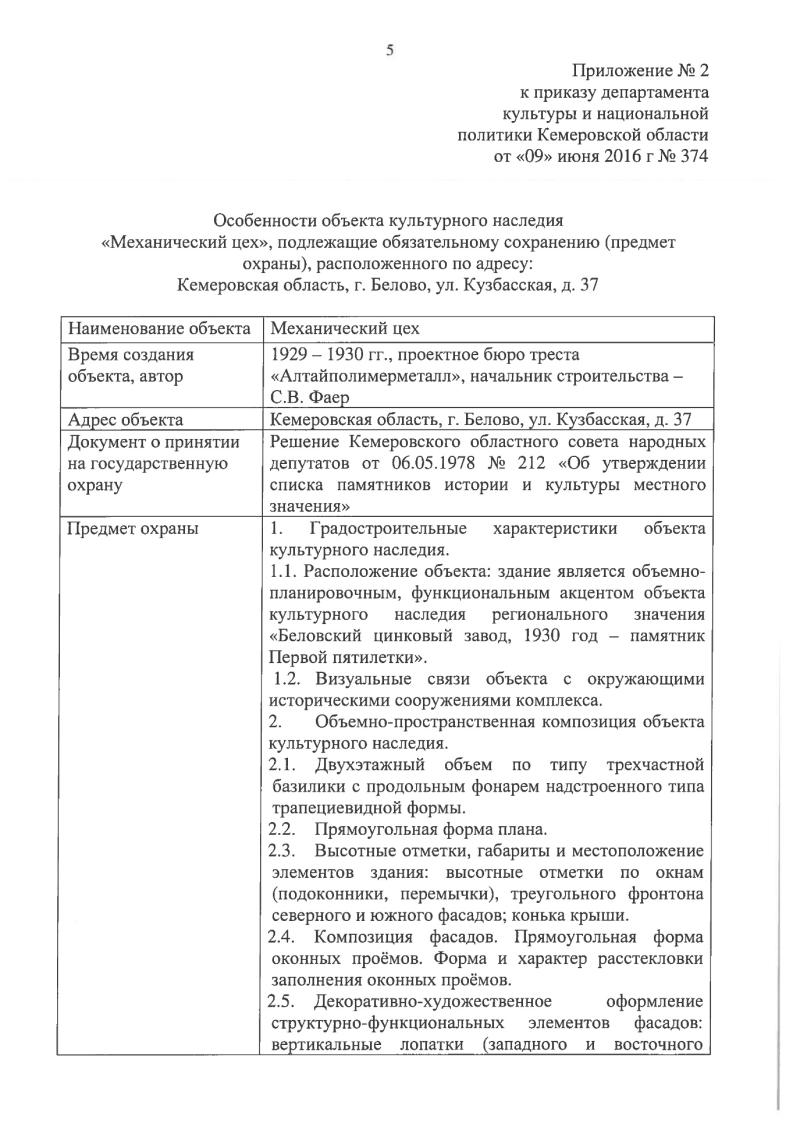 5
Приложение № 2
к приказу департамента
культуры и национальной
политики Кемеровской области
от «09» июня 2016 г № 374
Особенности объекта культурного наследия
«Механический цех», подлежащие обязательному сохранению (предмет
охраны), расположенного по адресу:
Кемеровская область, г. Белово, ул. Кузбасская, д. 37
Наименование объекта
Механический цех
Время создания
объекта, автор
1929 – 1930 гг., проектное бюро треста
«Алтайполимерметалл», начальник строительства –
С.В. Фаер
Адрес объекта
Кемеровская область, г. Белово, ул. Кузбасская, д. 37
Документ о принятии
на государственную
охрану
Решение Кемеровского областного совета народных
депутатов от 06.05.1978 № 212 «Об утверждении
списка памятников истории и культуры местного
значения»
Предмет охраны
1. Градостроительные характеристики объекта
культурного наследия.
1.1. Расположение объекта: здание является объемно-
планировочным, функциональным акцентом объекта
культурного наследия регионального значения
«Беловский цинковый завод, 1930 год – памятник
Первой пятилетки».
1.2. Визуальные связи объекта с окружающими
историческими сооружениями комплекса.
2. Объемно-пространственная композиция объекта
культурного наследия.
2.1. Двухэтажный объем по типу трехчастной
базилики с продольным фонарем надстроенного типа
трапециевидной формы.
2.2. Прямоугольная форма плана.
2.3. Высотные отметки, габариты и местоположение
элементов здания: высотные отметки по окнам
(подоконники, перемычки), треугольного фронтона
северного и южного фасадов; конька крыши.
2.4. Композиция фасадов. Прямоугольная форма
оконных проёмов. Форма и характер расстекловки
заполнения оконных проёмов.
2.5. Декоративно-художественное оформление
структурно-функциональных элементов фасадов:
вертикальные лопатки (западного и восточного